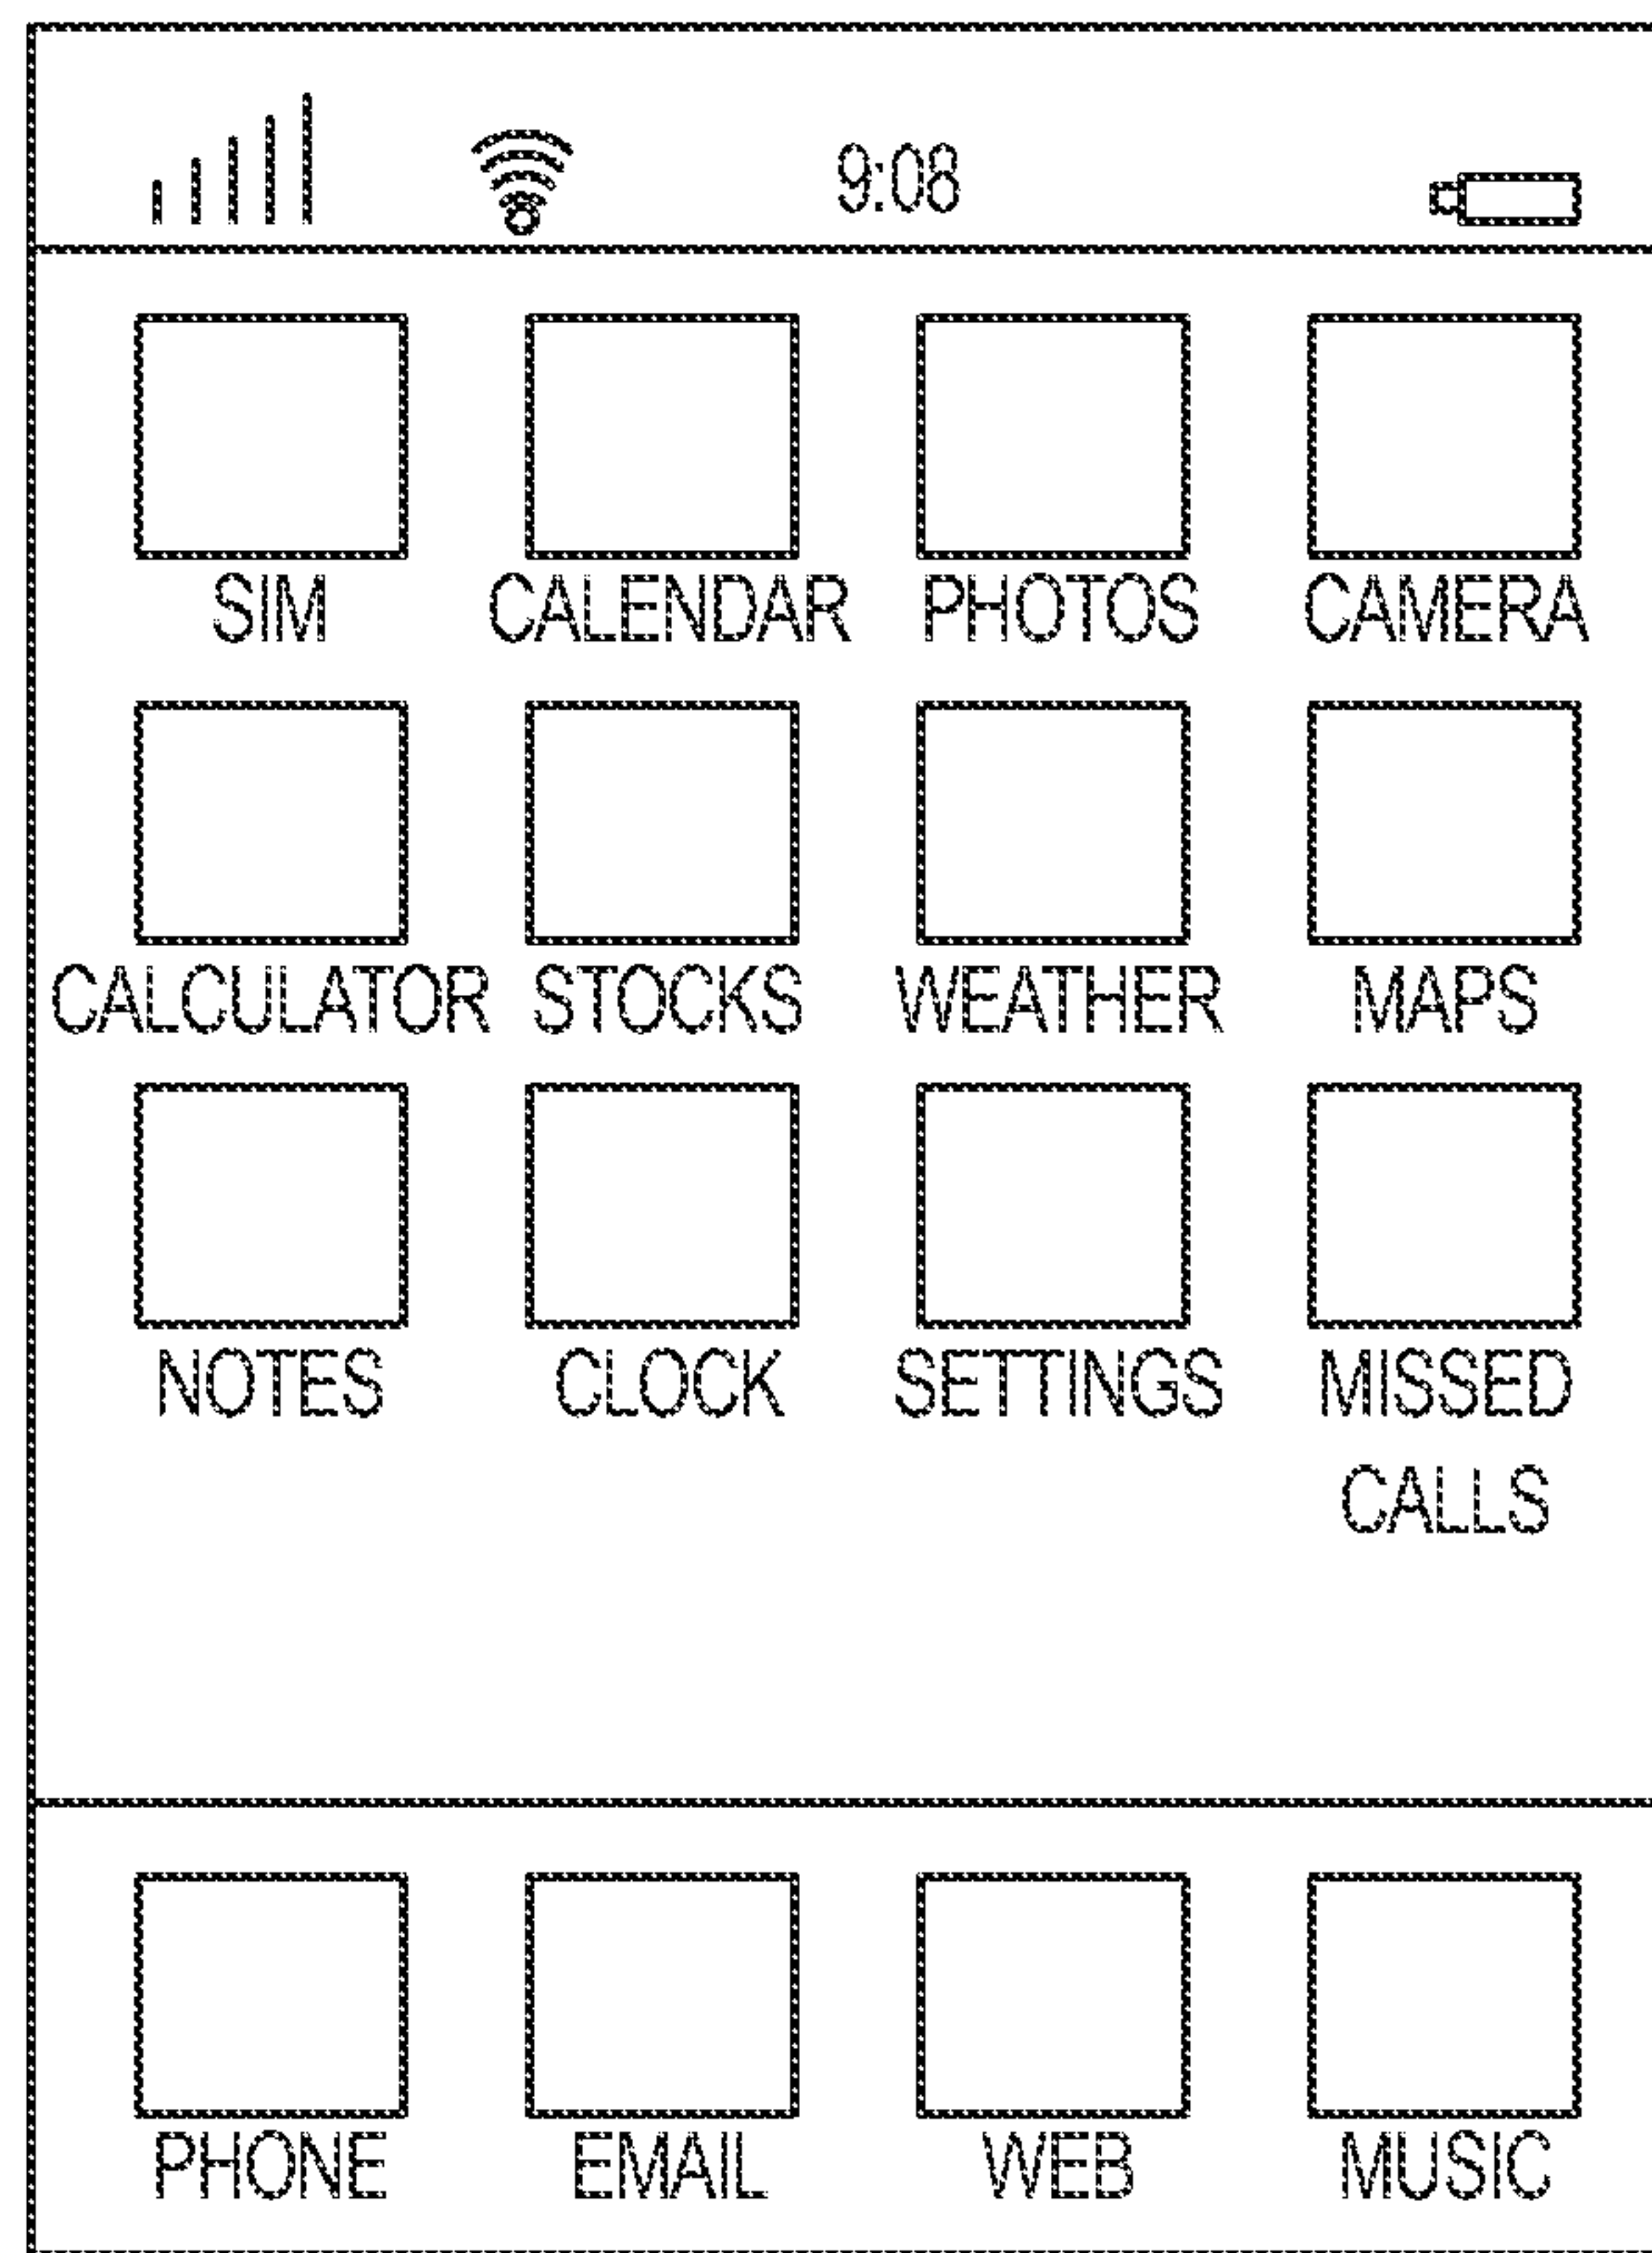 9:08
SIM CALENDAR PHOTOS CAMERA
CALCULATOR STOCKS WEATHER MAPS
NOTES CLOCK SETTINGS MISSED
CALLS
PHONE EMAIL WEB MUSIC